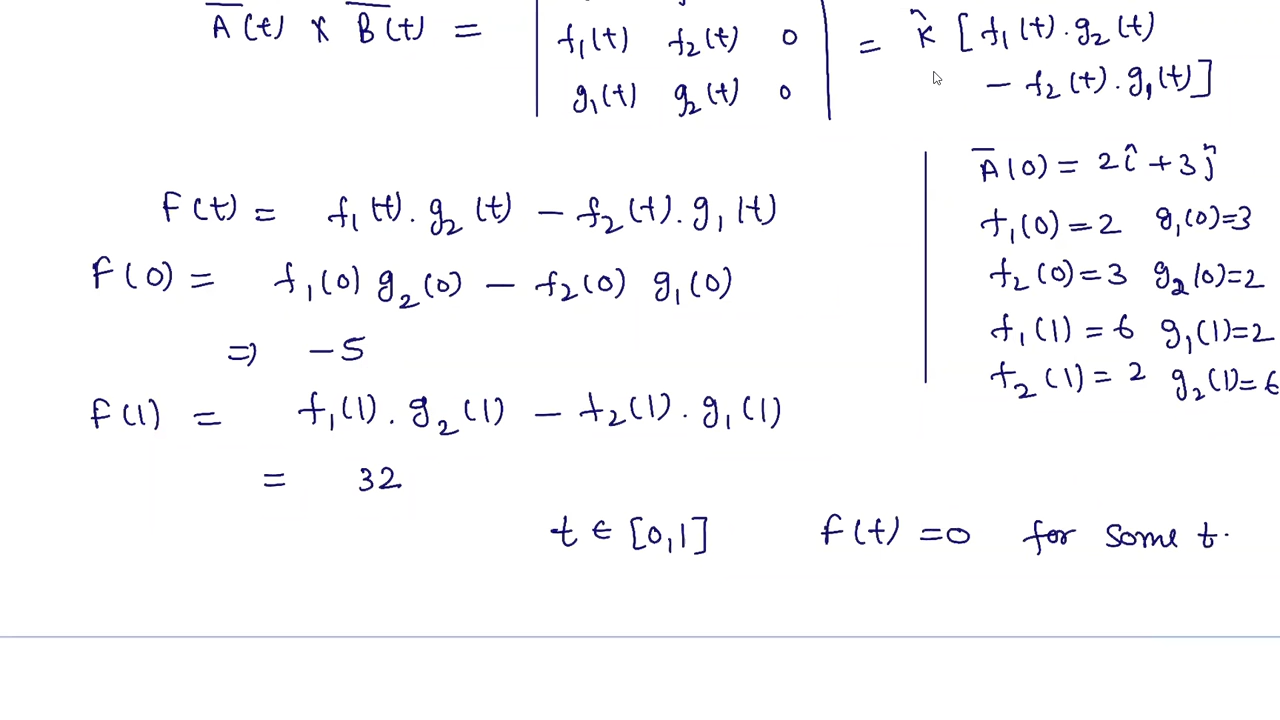 A(t) × B(t) = | f₁(t) f₂(t) 0 | = k̂ [f₁(t).g₂(t)
g₁(t) g₂(t) 0 | − f₂(t).g₁(t)]
F(t) = f₁(t).g₂(t) − f₂(t).g₁(t)
F(0) = f₁(0) g₂(0) − f₂(0) g₁(0)
⇒ −5
F(1) = f₁(1).g₂(1) − f₂(1).g₁(1)
= 32
A(0) = 2î + 3ĵ
f₁(0) = 2 g₁(0)=3
f₂(0) = 3 g₂(0)=2
f₁(1) = 6 g₁(1)=2
f₂(1) = 2 g₂(1)=6
t ∈ [0,1] F(t) = 0 for some t.